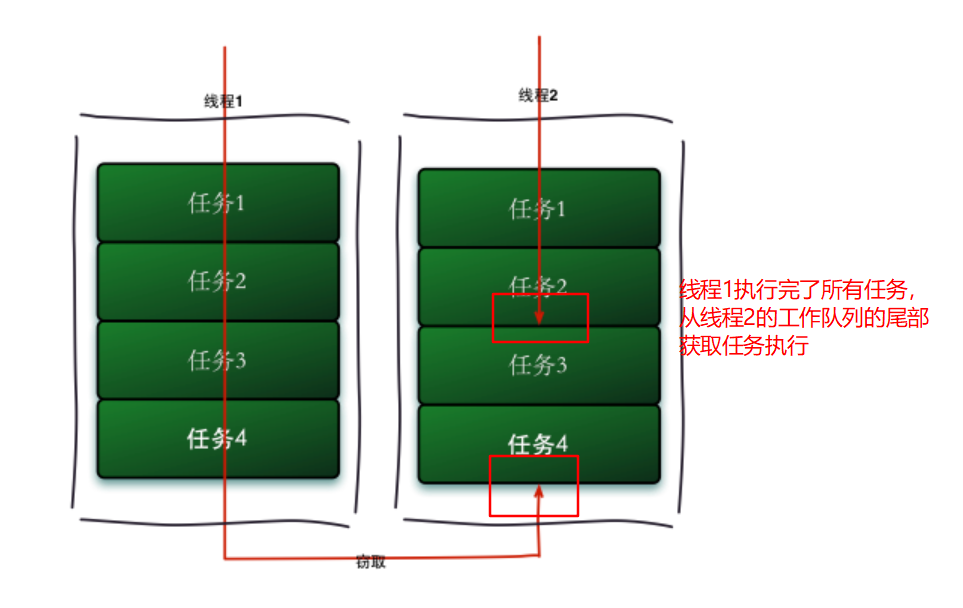 线程1
线程2
任务1
任务2
任务3
任务4
任务1
任务2
任务3
任务4
线程1执行完了所有任务，
从线程2的工作队列的尾部
获取任务执行
窃取